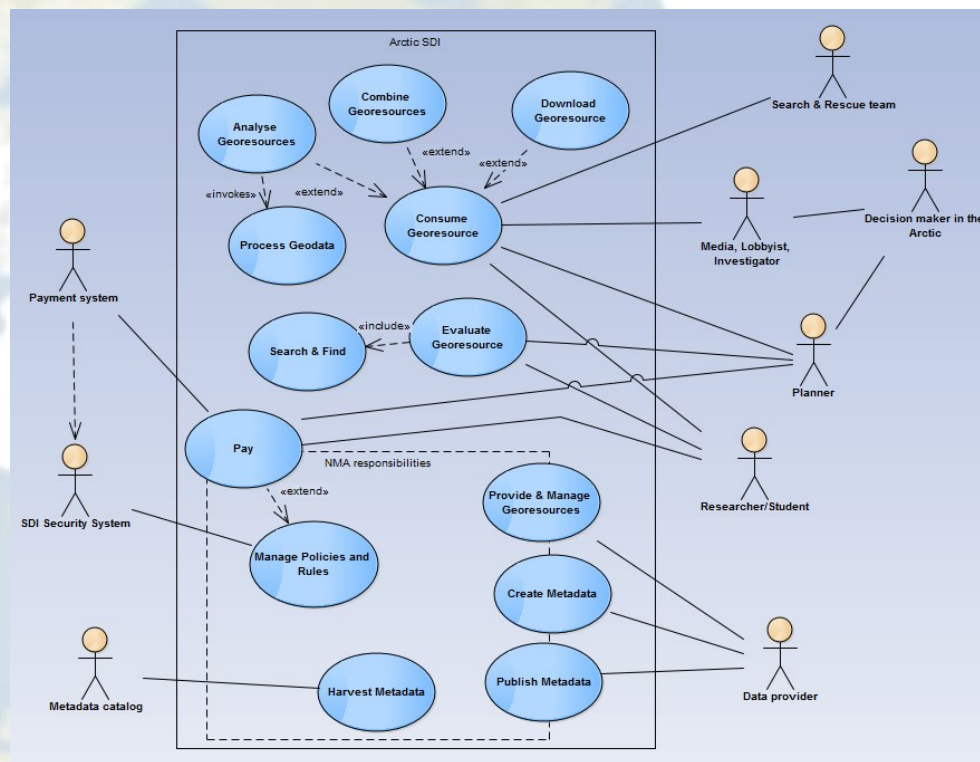 Arctic SDI
Combine
Georesources
Download
Georesource
Analyse
Georesources
Search & Rescue team
«extend»
«extend»
«invokes»
«extend»
Consume
Georesource
Process Geodata
Media, Lobbyist,
Investigator
Decision maker in the
Arctic
Payment system
«include»
Evaluate
Georesource
Search & Find
Planner
Pay
NMA responsibilities
«extend»
Provide & Manage
Georesources
Researcher/Student
SDI Security System
Manage Policies and
Rules
Create Metadata
Harvest Metadata
Publish Metadata
Metadata catalog
Data provider